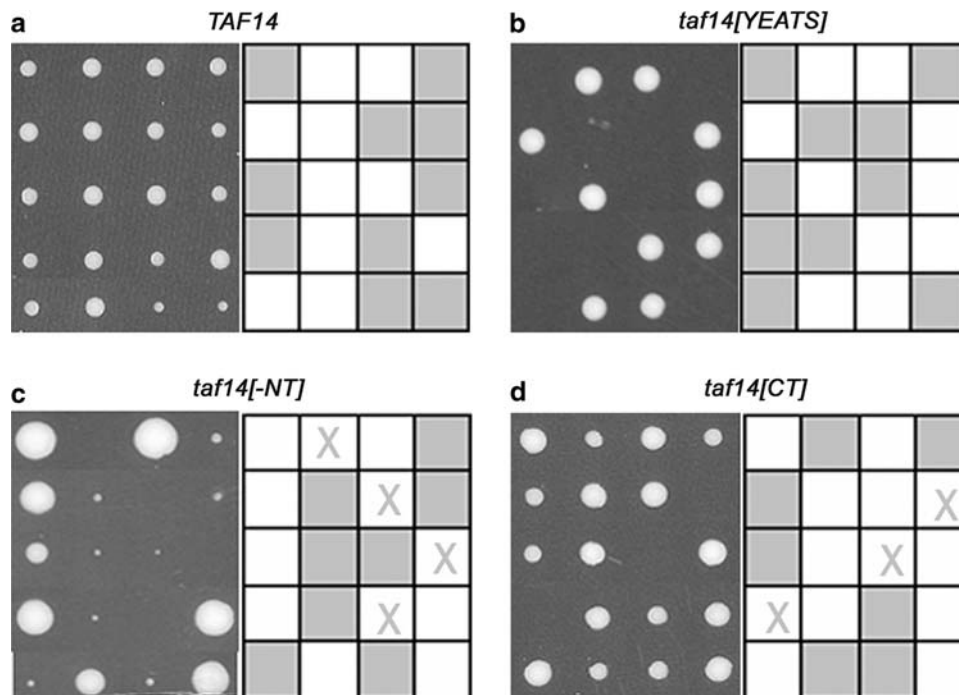 a TAF14
b taf14[YEATS]
c taf14[-NT]
X
X
X
X
d taf14[CT]
X
X
X